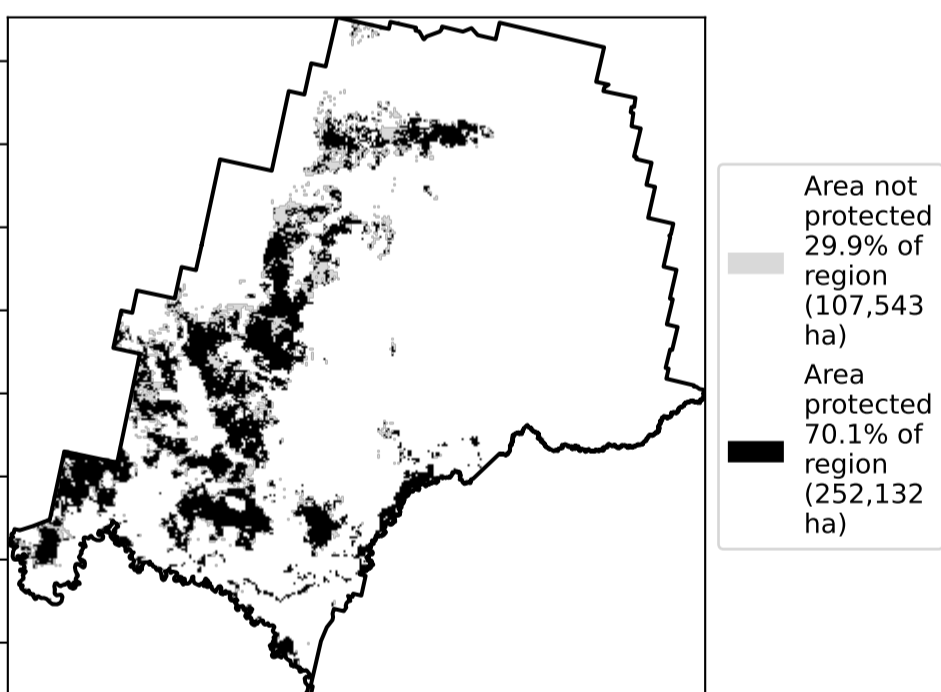 Area not
protected
29.9% of
region
(107,543
ha)
Area
protected
70.1% of
region
(252,132
ha)